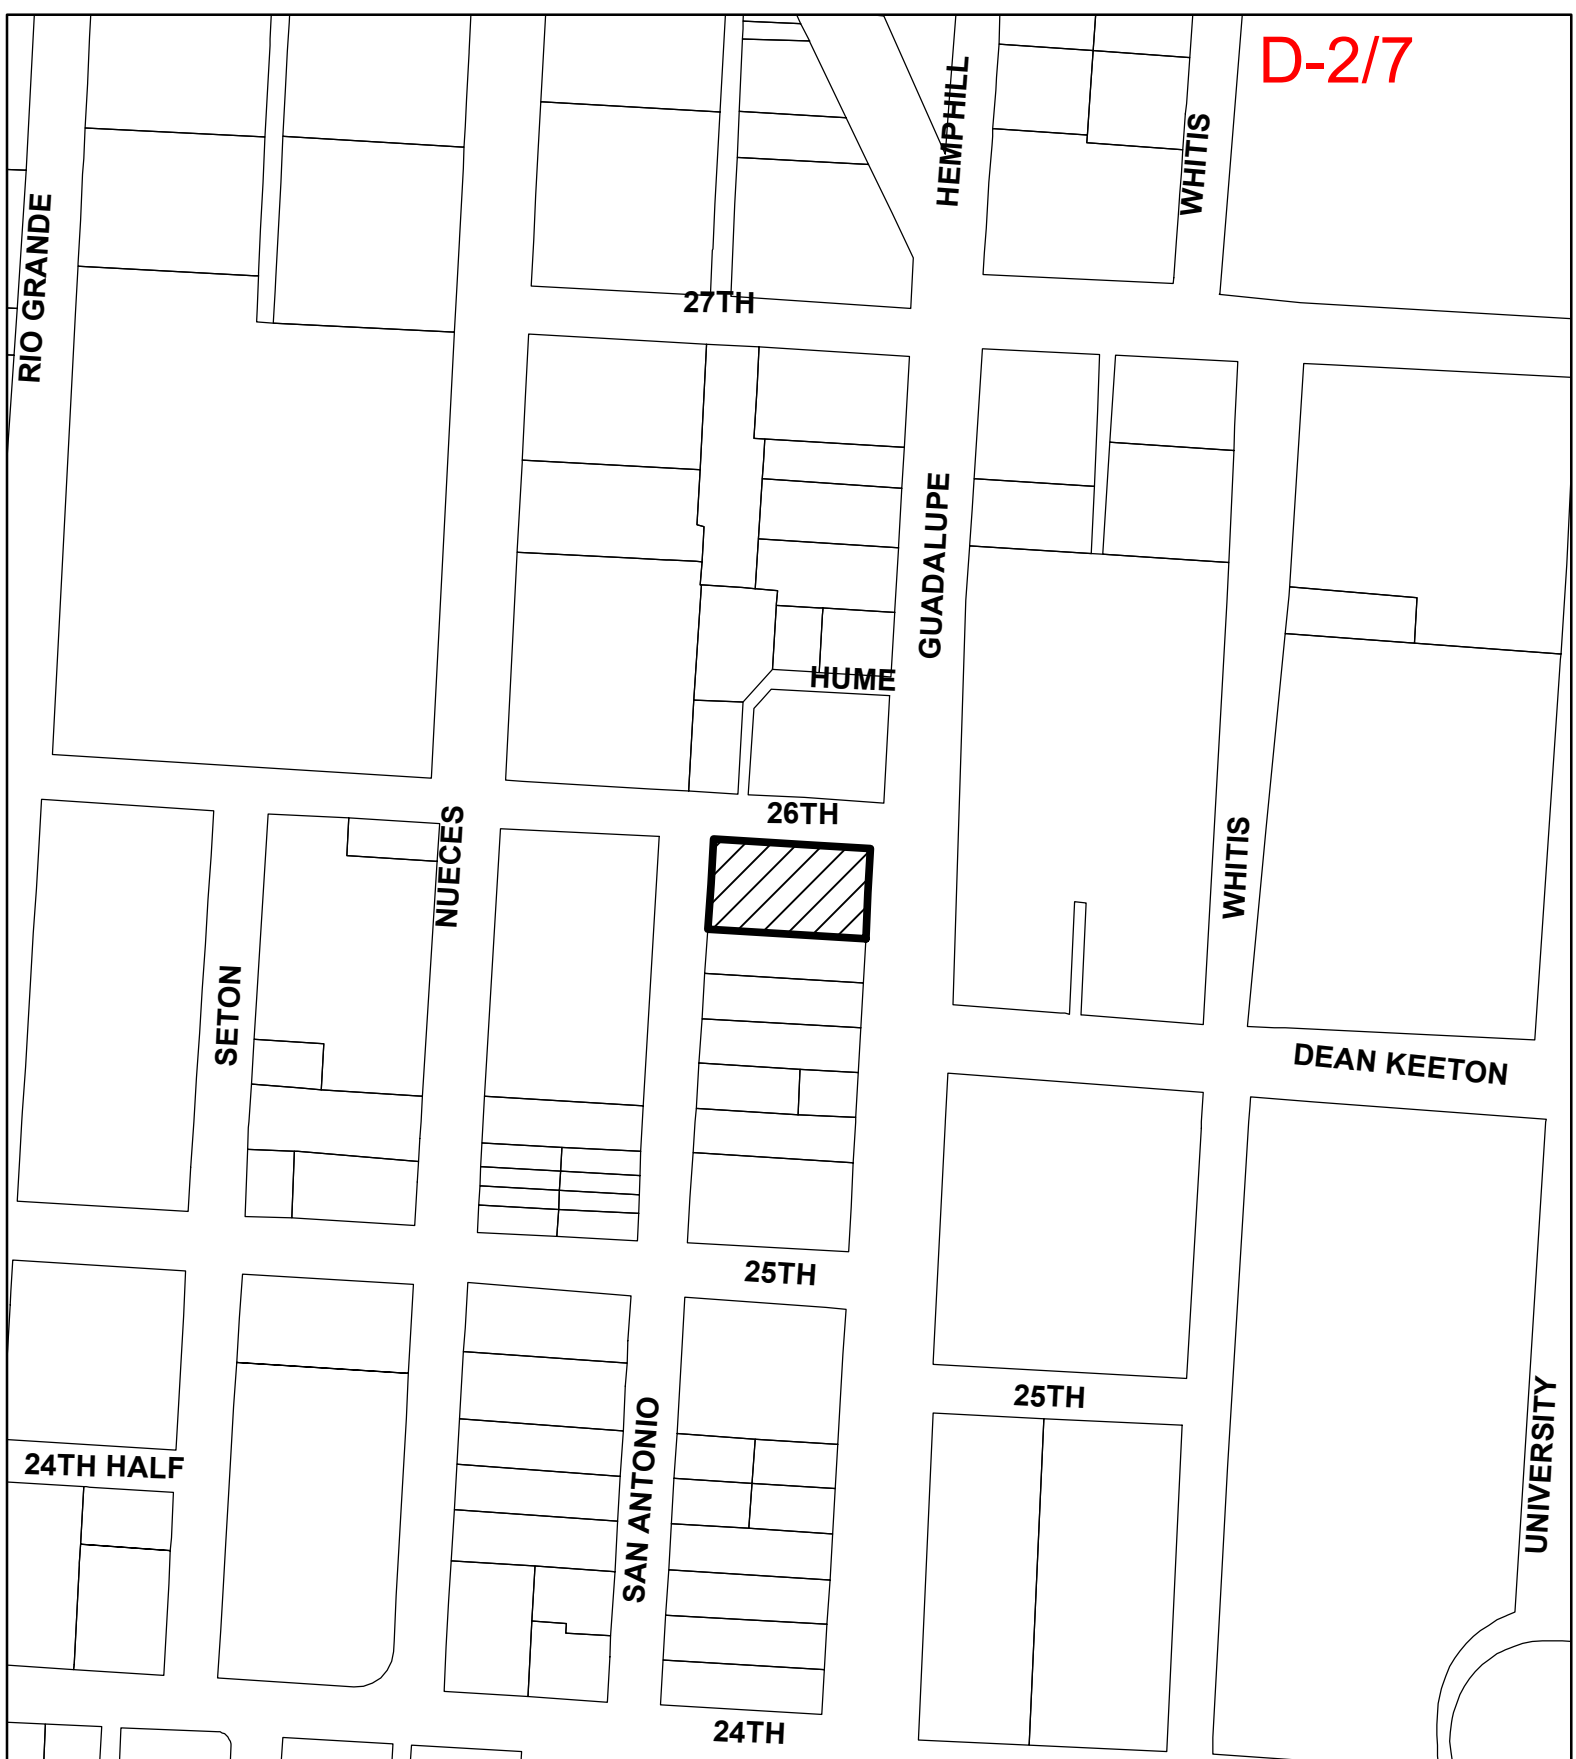 D-2/7
HEMPHILL
WHITIS
RIO GRANDE
27TH
GUADALUPE
HUME
26TH
NUECES
WHITIS
SETON
DEAN KEETON
25TH
25TH
SAN ANTONIO
UNIVERSITY
24TH HALF
24TH